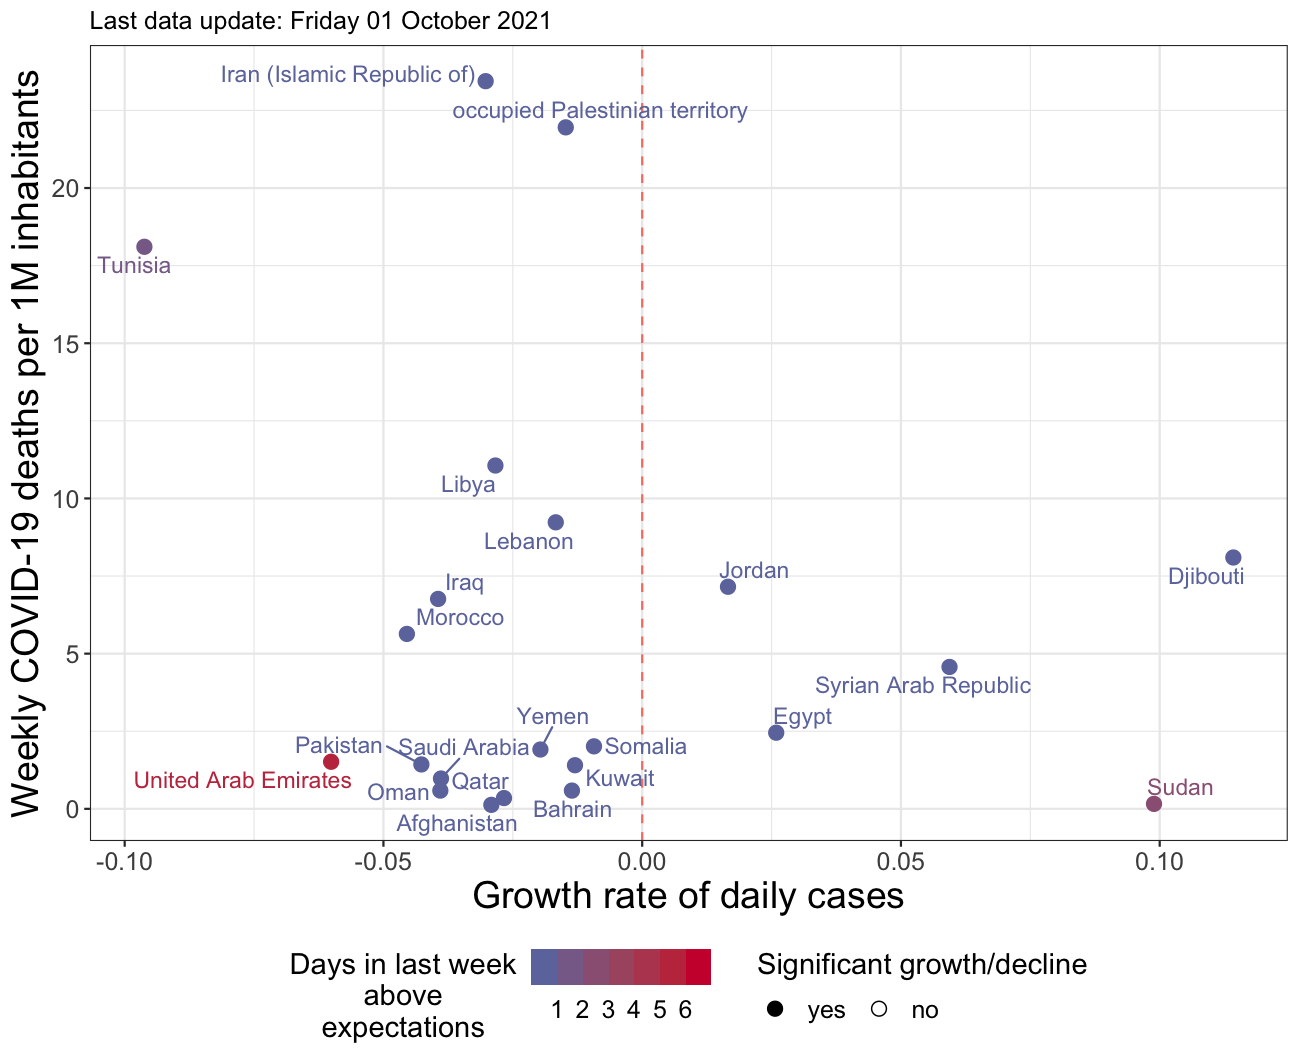 Last data update: Friday 01 October 2021
Weekly COVID-19 deaths per 1M inhabitants
20
15
10
5
0
Iran (Islamic Republic of)
occupied Palestinian territory
Tunisia
Libya
Lebanon
Jordan
Djibouti
Iraq
Morocco
Syrian Arab Republic
Yemen
Egypt
Pakistan
Saudi Arabia
Somalia
United Arab Emirates
Qatar
Kuwait
Oman
Sudan
Bahrain
Afghanistan
-0.10 -0.05 0.00 0.05 0.10
Growth rate of daily cases
Days in last week
above
expectations
1 2 3 4 5 6
Significant growth/decline
yes no